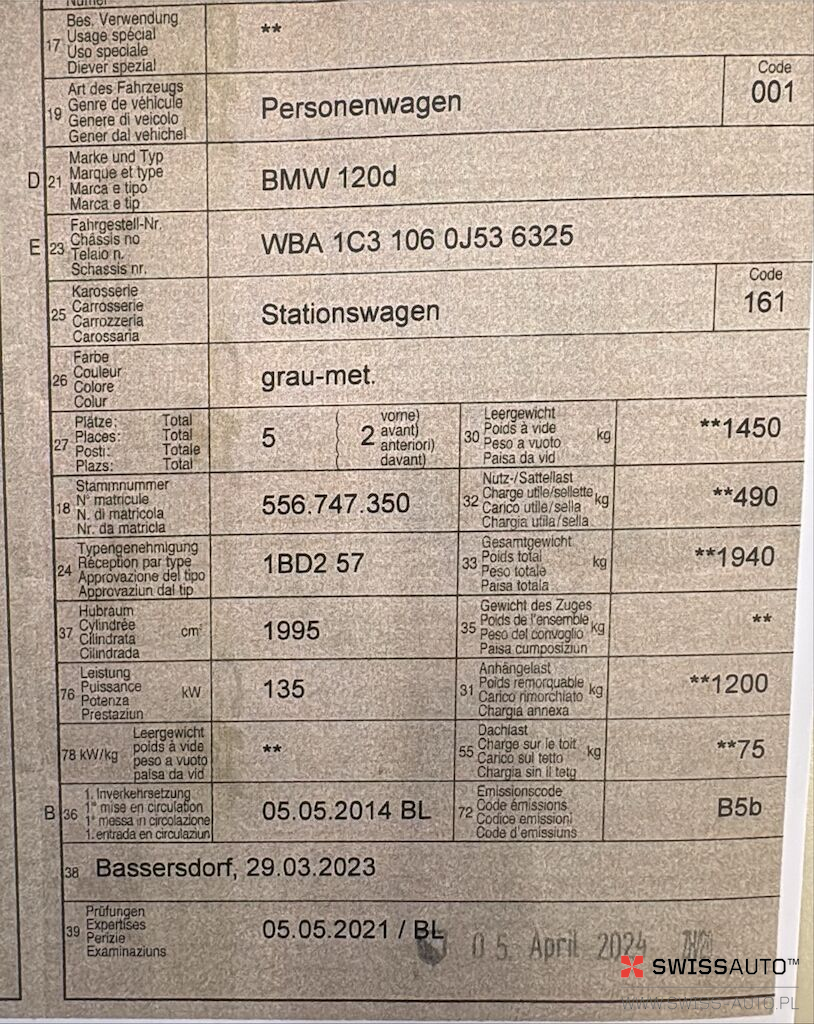 Numer
Bes. Verwendung
Usage spécial
17 Uso speciale **
Diever spezial
Art des Fahrzeugs
Genre de véhicule
19 Genere di veicolo Personenwagen
Gener dal vehichel
Code
001
Marke und Typ
Marque et type
D 21 Marca e tipo BMW 120d
Marca e tip
Fahrgestell-Nr.
Châssis no
E 23 Telaio n. WBA 1C3 106 0J53 6325
Schassis nr.
Karosserie
Carrosserie
25 Carrozzeria Stationswagen
Carossaria
Code
161
Farbe
Couleur
26 Colore grau-met.
Colur
Plätze: Total
Places: Total
27 Posti: Totale
Plazs: Total
5 ( 2 vorne)
avant)
anteriori)
davant)
Leergewicht
Poids à vide
30 Peso a vuoto kg **1450
Paisa da vid
Stammnummer
N° matricule
18 N. di matricola 556.747.350
Nr. da matricla
Nutz-/Sattellast
Charge utile/sellette
32 Carico utile/sella kg **490
Chargia utila/sella
Typengenehmigung
Réception par type
24 Approvazione del tipo 1BD2 57
Approvaziun dal tip
Gesamtgewicht
Poids total
33 Peso totale kg **1940
Paisa totala
Hubraum
Cylindrée
37 Cilindrata cm³ 1995
Cilindrada
Gewicht des Zuges
Poids de l'ensemble
35 Peso del convoglio kg **
Paisa cumposiziun
Leistung
Puissance
76 Potenza kW 135
Prestaziun
Anhängelast
Poids remorquable
31 Carico rimorchiato kg **1200
Chargia annexa
Leergewicht
poids à vide
78 kW/kg peso a vuoto **
paisa da vid
Dachlast
Charge sur le toit
55 Carico sul tetto kg **75
Chargia sin il tetg
1. Inverkehrsetzung
1re mise en circulation
B 36 1a messa in circolazione 05.05.2014 BL
1. entrada en circulaziun
Emissionscode
Code émissions
72 Codice emissioni B5b
Code d'emissiuns
38 Bassersdorf, 29.03.2023
Prüfungen
Expertises
39 Perizie 05.05.2021 / BL
Examinaziuns
05. April 2024
SWISSAUTO™
WWW.SWISS-AUTO.PL